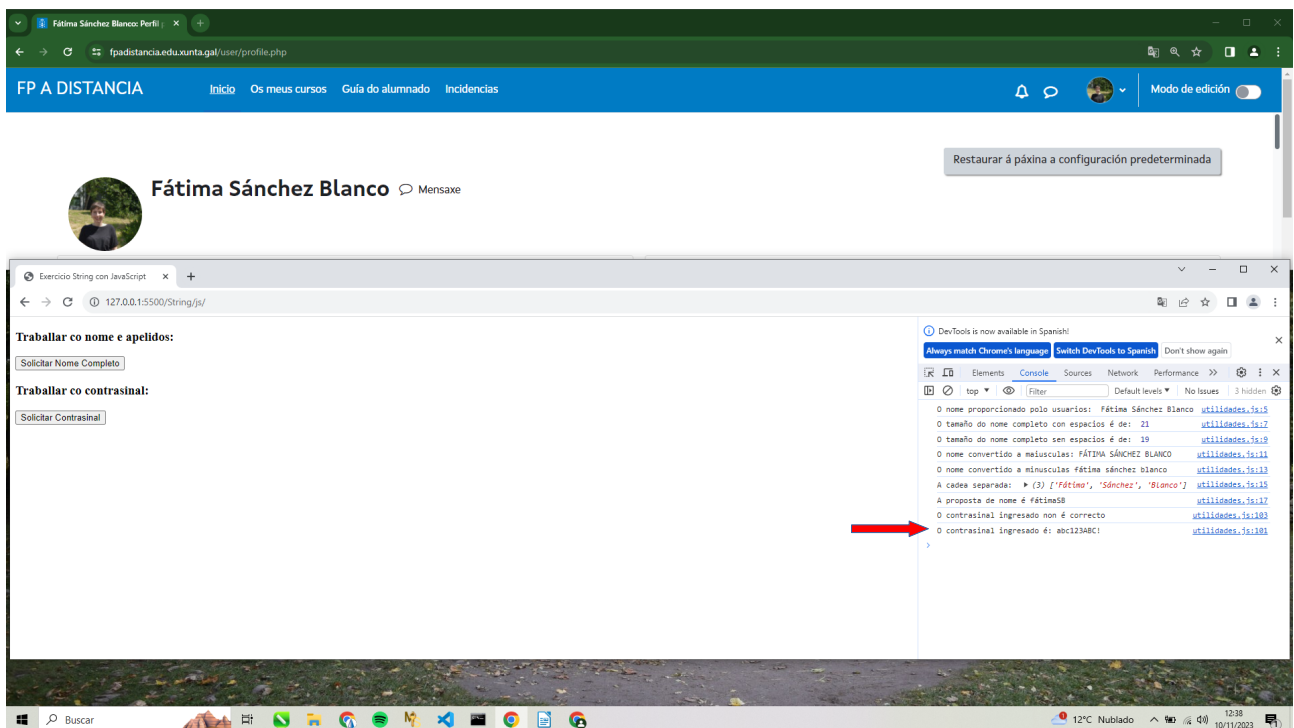 Fátima Sánchez Blanco: Perfil
fpadistancia.edu.xunta.gal/user/profile.php
FP A DISTANCIA Inicio Os meus cursos Guía do alumnado Incidencias Modo de edición
Restaurar á páxina a configuración predeterminada
Fátima Sánchez Blanco Mensaxe
Exercicio String con JavaScript
127.0.0.1:5500/String/js/
Traballar co nome e apelidos:
Solicitar Nome Completo
Traballar co contrasinal:
Solicitar Contrasinal
DevTools is now available in Spanish!
Always match Chrome's language Switch DevTools to Spanish Don't show again
Elements Console Sources Network Performance
top Filter Default levels No Issues 3 hidden
O nome proporcionado polo usuarios: Fátima Sánchez Blanco utilidades.js:5
O tamaño do nome completo con espacios é de: 21 utilidades.js:7
O tamaño do nome completo sen espacios é de: 19 utilidades.js:9
O nome convertido a maiusculas: FÁTIMA SÁNCHEZ BLANCO utilidades.js:11
O nome convertido a minusculas fátima sánchez blanco utilidades.js:13
A cadea separada: (3) ['Fátima', 'Sánchez', 'Blanco'] utilidades.js:15
A proposta de nome é fátimaSB utilidades.js:17
O contrasinal ingresado non é correcto utilidades.js:103
O contrasinal ingresado é: abc123ABC! utilidades.js:101
Buscar
12°C Nublado
12:38
10/11/2023